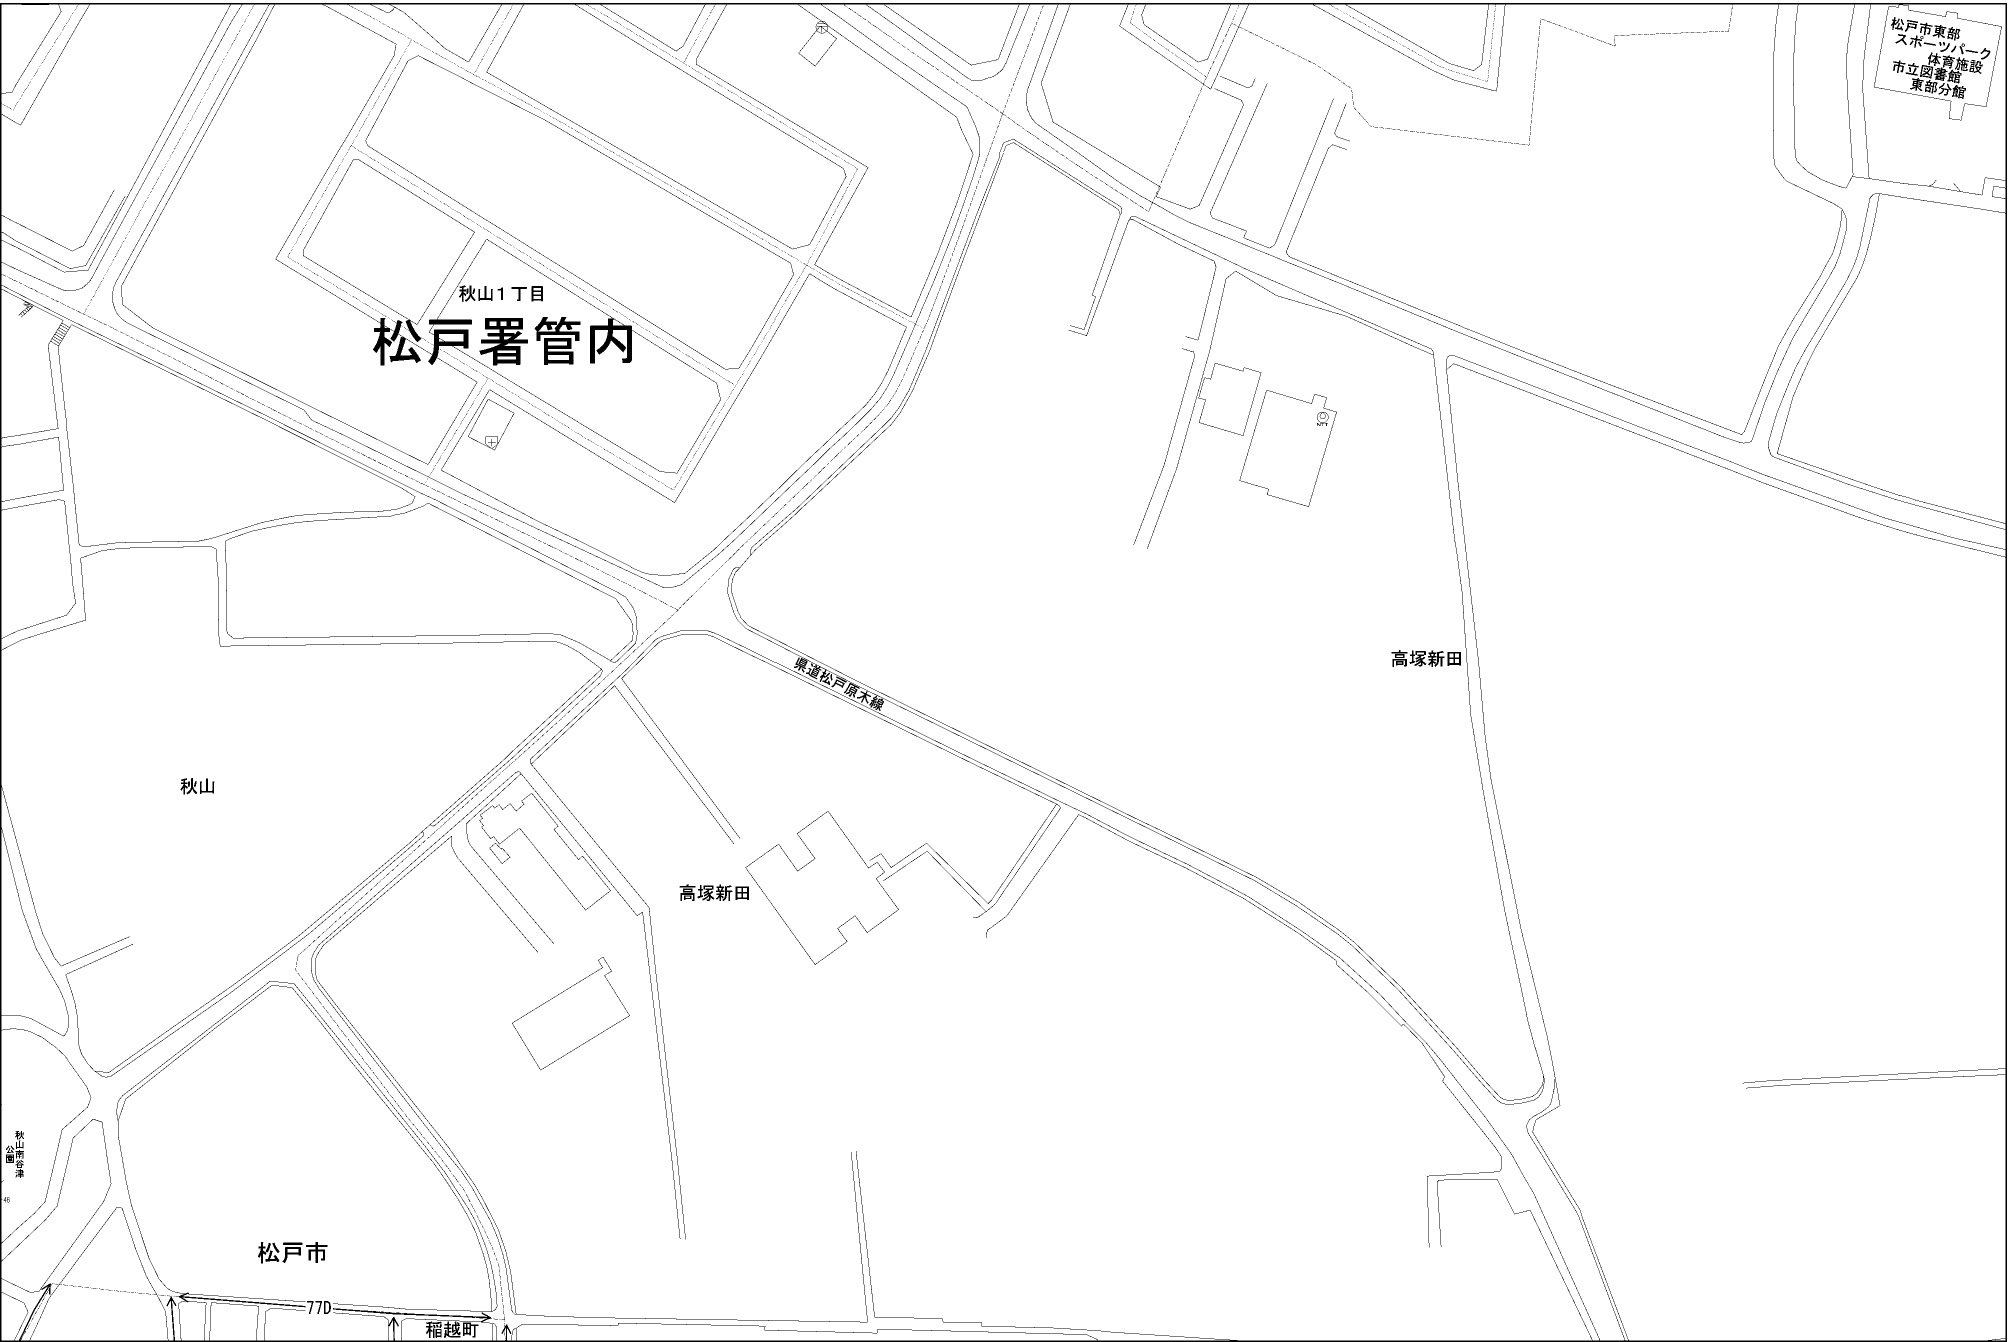 松戸市東部
スポーツパーク
体育施設
市立図書館
東部分館
秋山１丁目
松戸署管内
NTT
高塚新田
県道松戸原木線
秋山
高塚新田
秋山南谷津
公園
46
松戸市
77D
稲越町